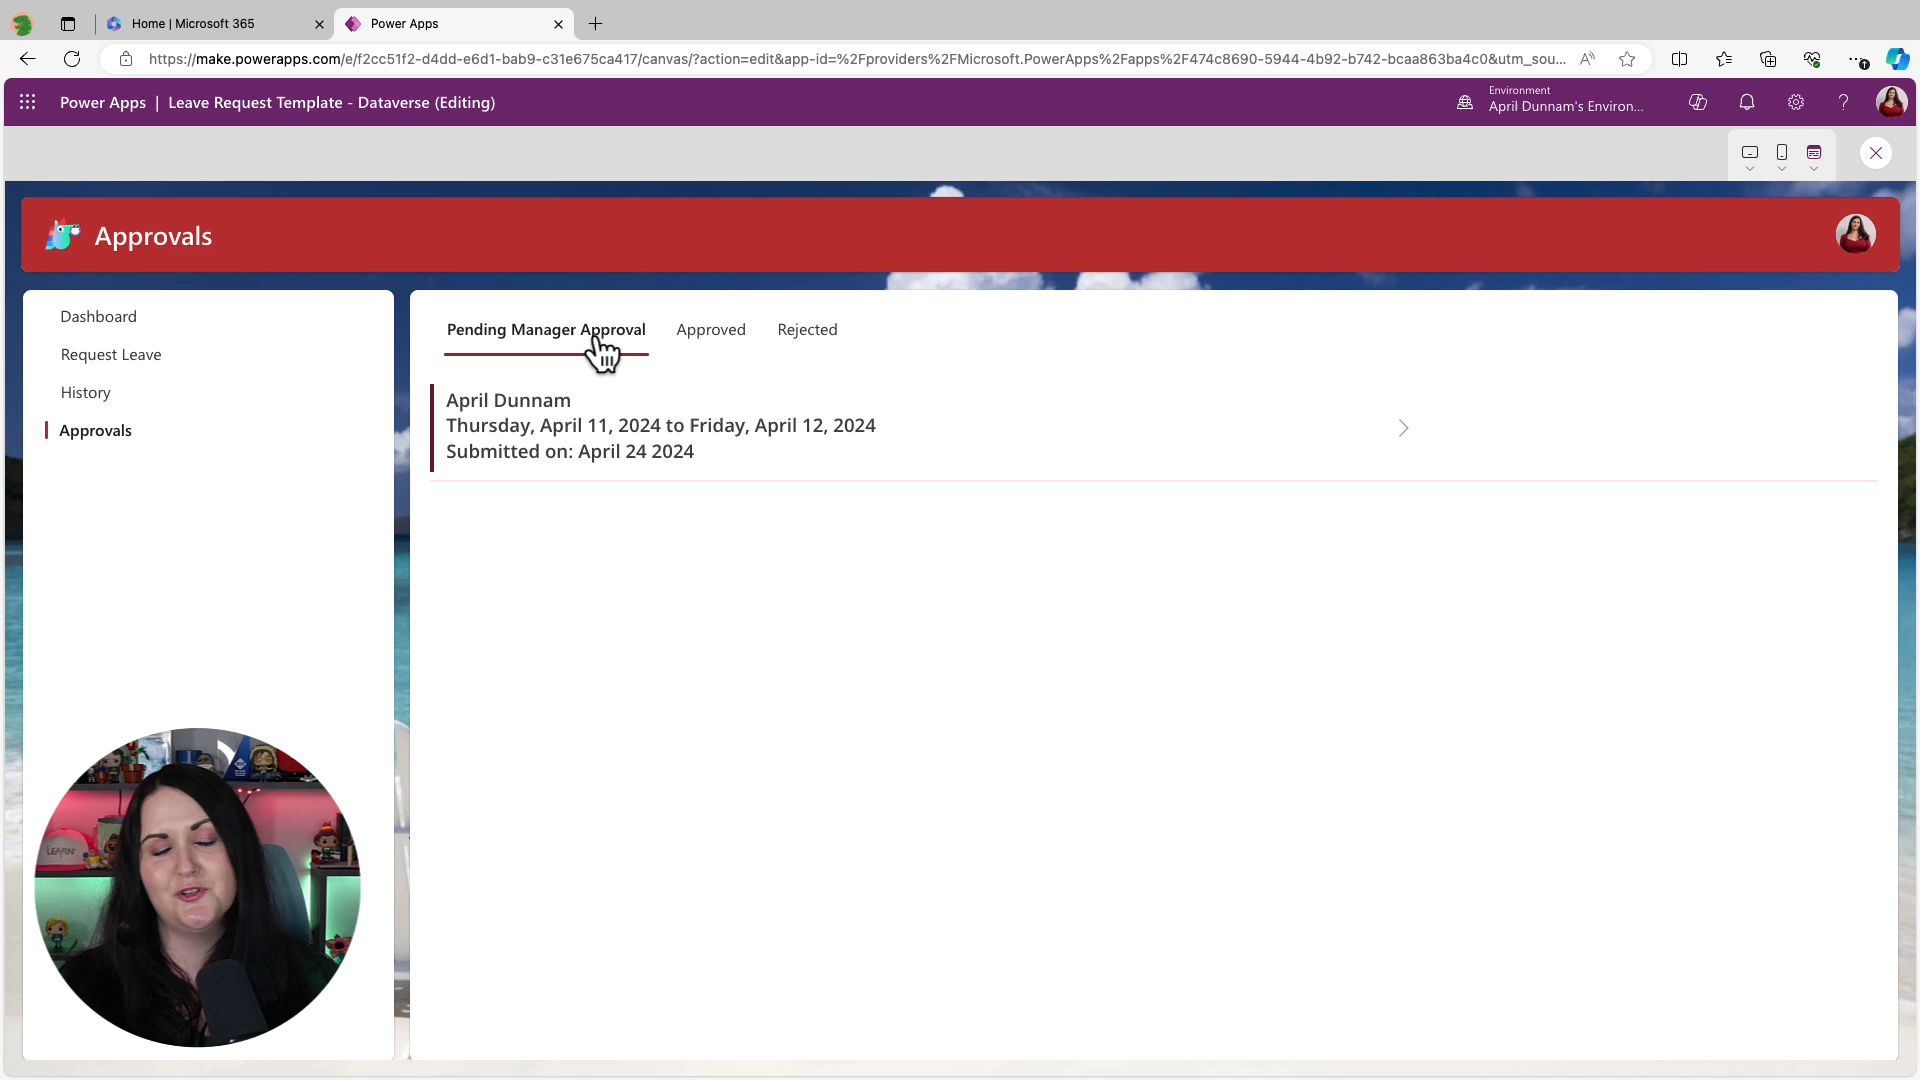 Home | Microsoft 365
Power Apps
https://make.powerapps.com/e/f2cc51f2-d4dd-e6d1-bab9-c31e675ca417/canvas/?action=edit&app-id=%2Fproviders%2FMicrosoft.PowerApps%2Fapps%2F474c8690-5944-4b92-b742-bcaa863ba4c0&utm_sou...
Power Apps | Leave Request Template - Dataverse (Editing)
Environment
April Dunnam's Environ...
Approvals
Dashboard
Request Leave
History
Approvals
Pending Manager Approval Approved Rejected
April Dunnam
Thursday, April 11, 2024 to Friday, April 12, 2024
Submitted on: April 24 2024
LEARN